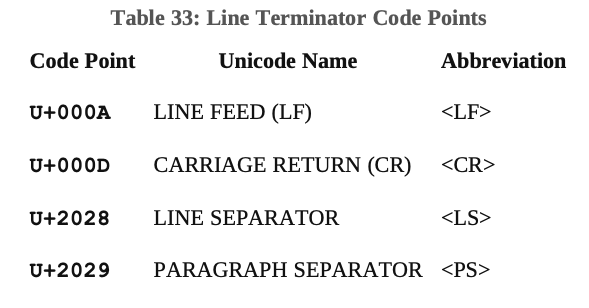 Table 33: Line Terminator Code Points
Code Point Unicode Name Abbreviation
U+000A LINE FEED (LF) <LF>
U+000D CARRIAGE RETURN (CR) <CR>
U+2028 LINE SEPARATOR <LS>
U+2029 PARAGRAPH SEPARATOR <PS>